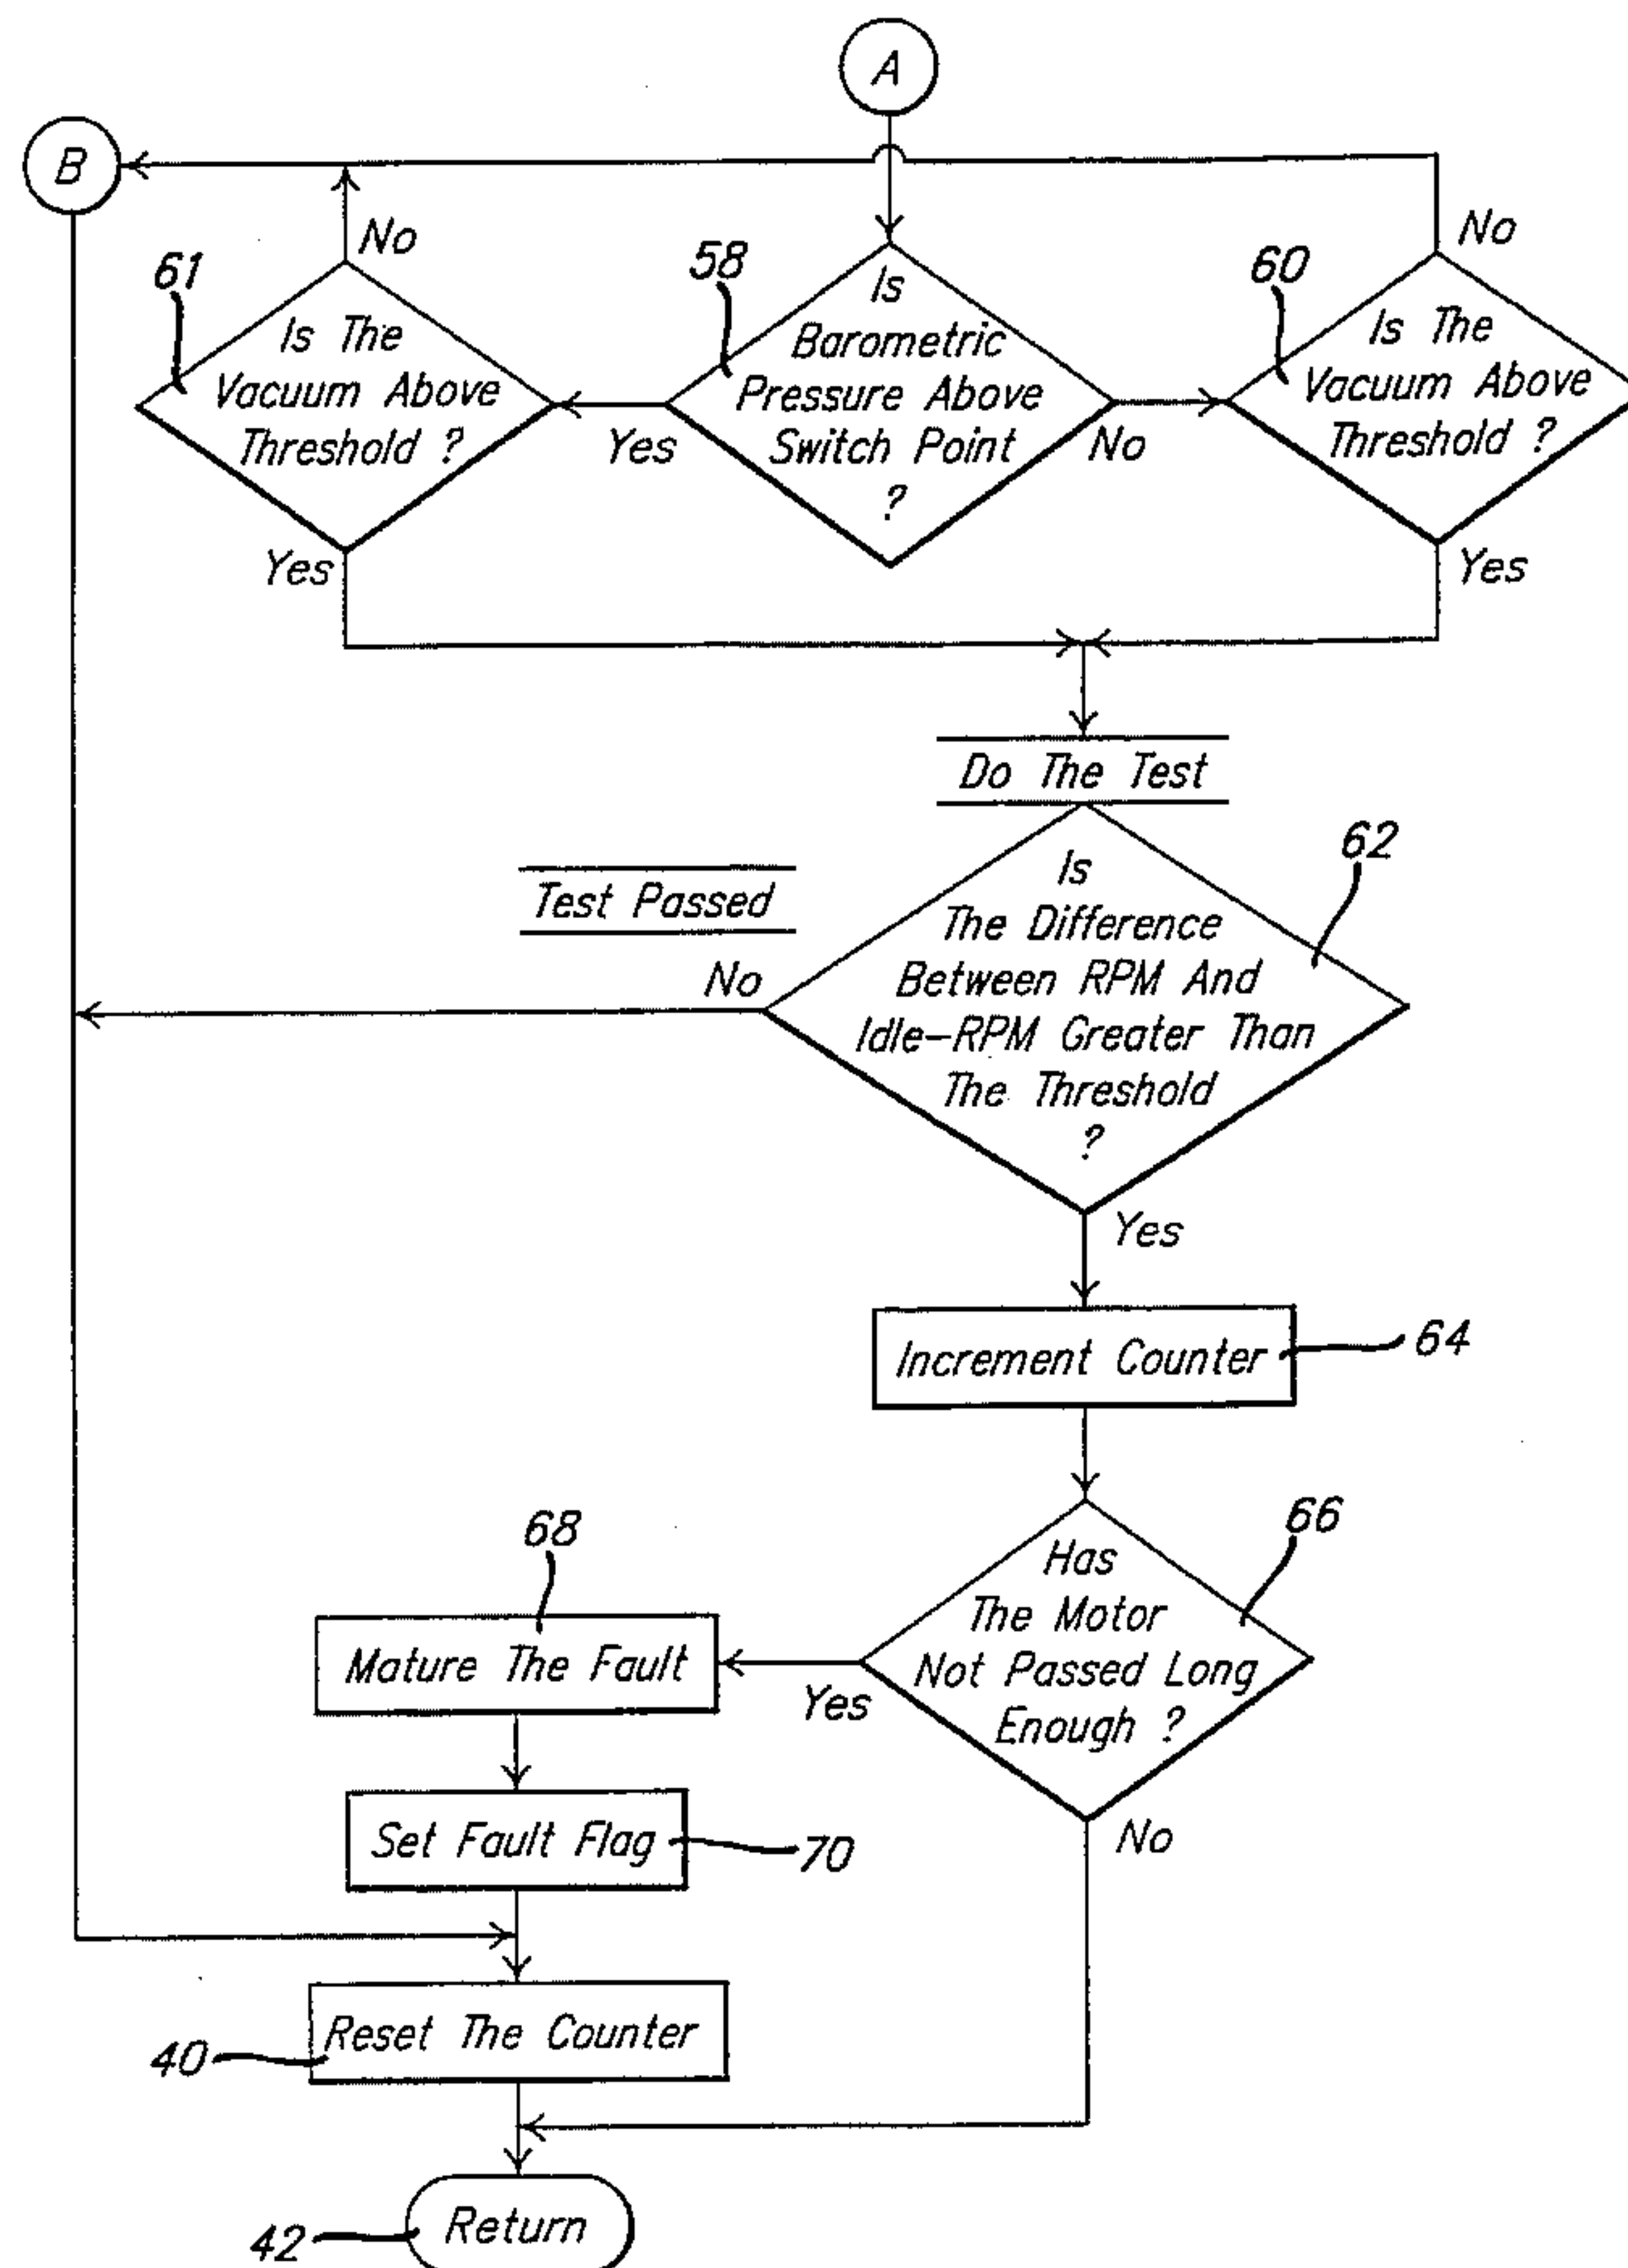 A
B
No
No
61
58
60
Is The
Vacuum Above
Threshold ?
Is
Barometric
Pressure Above
Switch Point
?
Is The
Vacuum Above
Threshold ?
Yes
No
Yes
Yes
Do The Test
62
Test Passed
Is
The Difference
Between RPM And
Idle-RPM Greater Than
The Threshold
?
No
Yes
Increment Counter
64
68
66
Has
The Motor
Not Passed Long
Enough ?
Mature The Fault
Yes
Set Fault Flag
70
No
Reset The Counter
40
Return
42